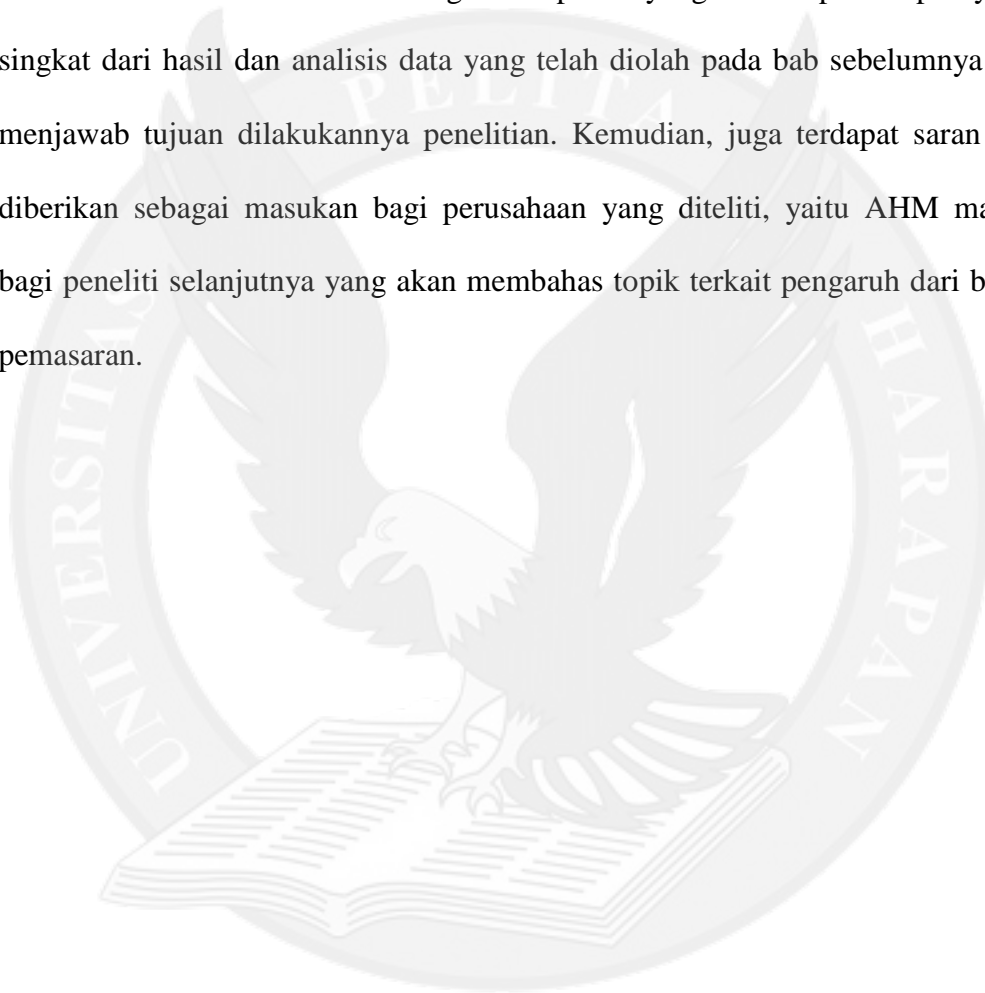 singkat dari hasil dan analisis data yang telah diolah pada bab sebelumnya
menjawab tujuan dilakukannya penelitian. Kemudian, juga terdapat saran
diberikan sebagai masukan bagi perusahaan yang diteliti, yaitu AHM
bagi peneliti selanjutnya yang akan membahas topik terkait pengaruh dari
pemasaran.
UNIVERSITAS PELITA HARAPAN